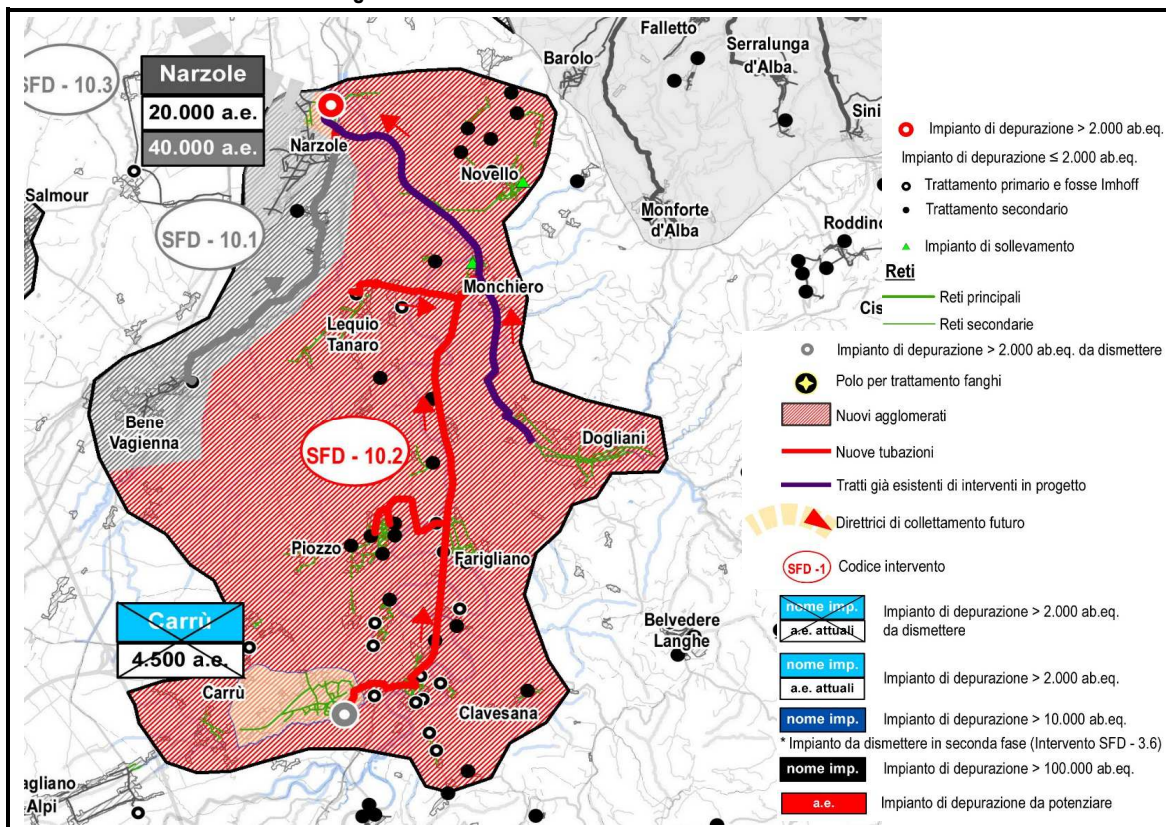 Falletto
Serralunga
d'Alba
Barolo
SFD - 10.3
Narzole
20.000 a.e.
40.000 a.e.
Sini
Narzole
Novello
Salmour
Monforte
d'Alba
Roddino
SFD - 10.1
Monchiero
Cis
Lequio
Tanaro
Bene
Vagienna
Dogliani
SFD - 10.2
Piozzo
Farigliano
Carrù
4.500 a.e.
Belvedere
Langhe
Carrù
Clavesana
agliano
Alpi
Impianto di depurazione > 2.000 ab.eq.
Impianto di depurazione ≤ 2.000 ab.eq.
Trattamento primario e fosse Imhoff
Trattamento secondario
Impianto di sollevamento
Reti
Reti principali
Reti secondarie
Impianto di depurazione > 2.000 ab.eq. da dismettere
Polo per trattamento fanghi
Nuovi agglomerati
Nuove tubazioni
Tratti già esistenti di interventi in progetto
Direttrici di collettamento futuro
SFD -1 Codice intervento
nome imp.
a.e. attuali
Impianto di depurazione > 2.000 ab.eq.
da dismettere
nome imp.
a.e. attuali
Impianto di depurazione > 2.000 ab.eq.
nome imp. Impianto di depurazione > 10.000 ab.eq.
* Impianto da dismettere in seconda fase (Intervento SFD - 3.6)
nome imp. Impianto di depurazione > 100.000 ab.eq.
a.e. Impianto di depurazione da potenziare